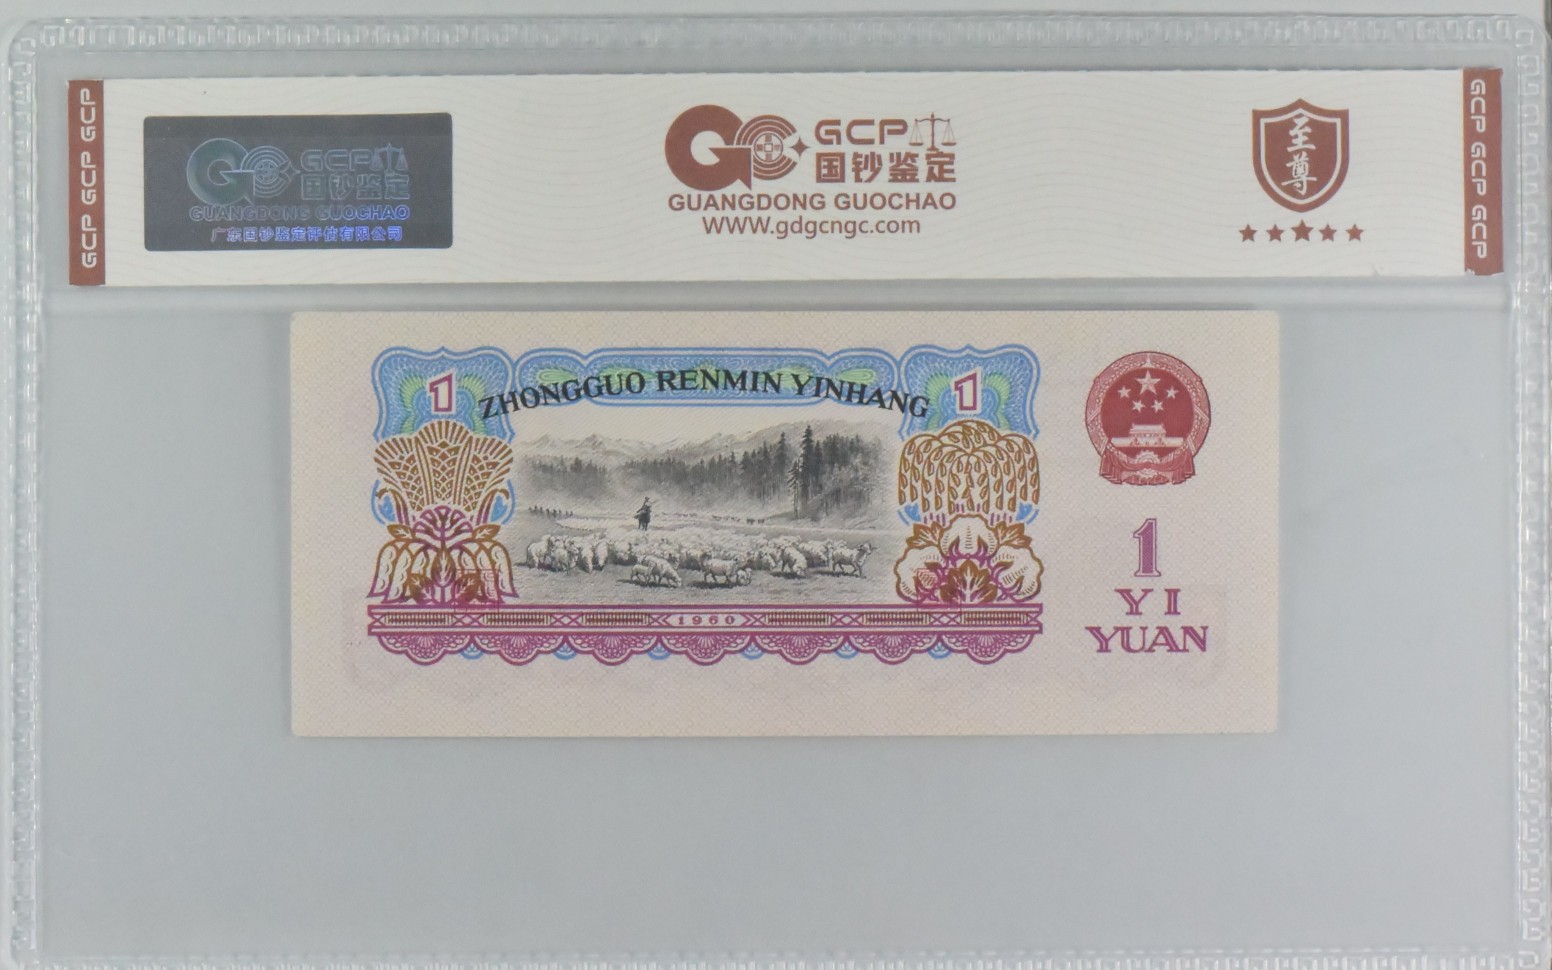 GCP GCP GCP
GUANGDONG GUOCHAO
广东国钞鉴定评估有限公司
GCP
国钞鉴定
GCP
国钞鉴定
GUANGDONG GUOCHAO
WWW.gdgcngc.com
至尊
GCP GCP GCP
1
ZHONGGUO RENMIN YINHANG
1
1960
1
YI
YUAN